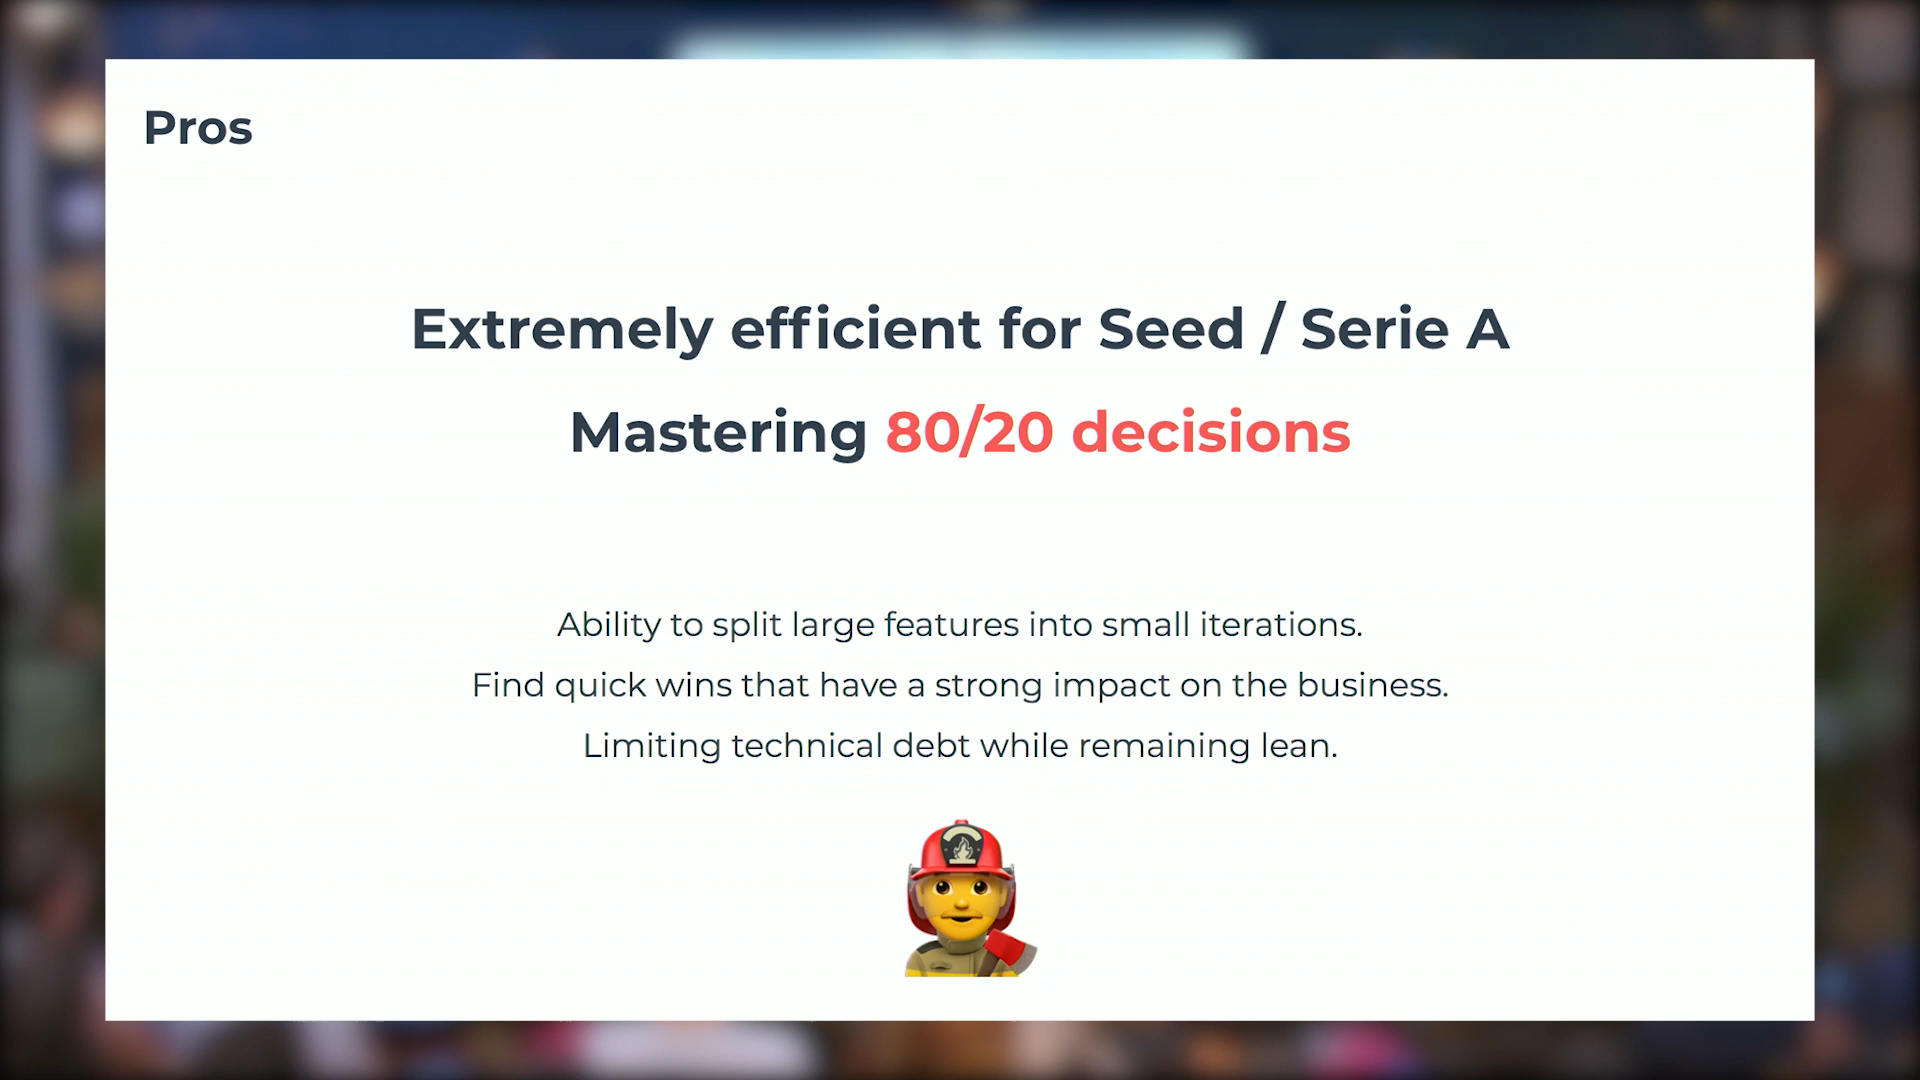 Pros
Extremely efficient for Seed / Serie A
Mastering 80/20 decisions
Ability to split large features into small iterations.
Find quick wins that have a strong impact on the business.
Limiting technical debt while remaining lean.